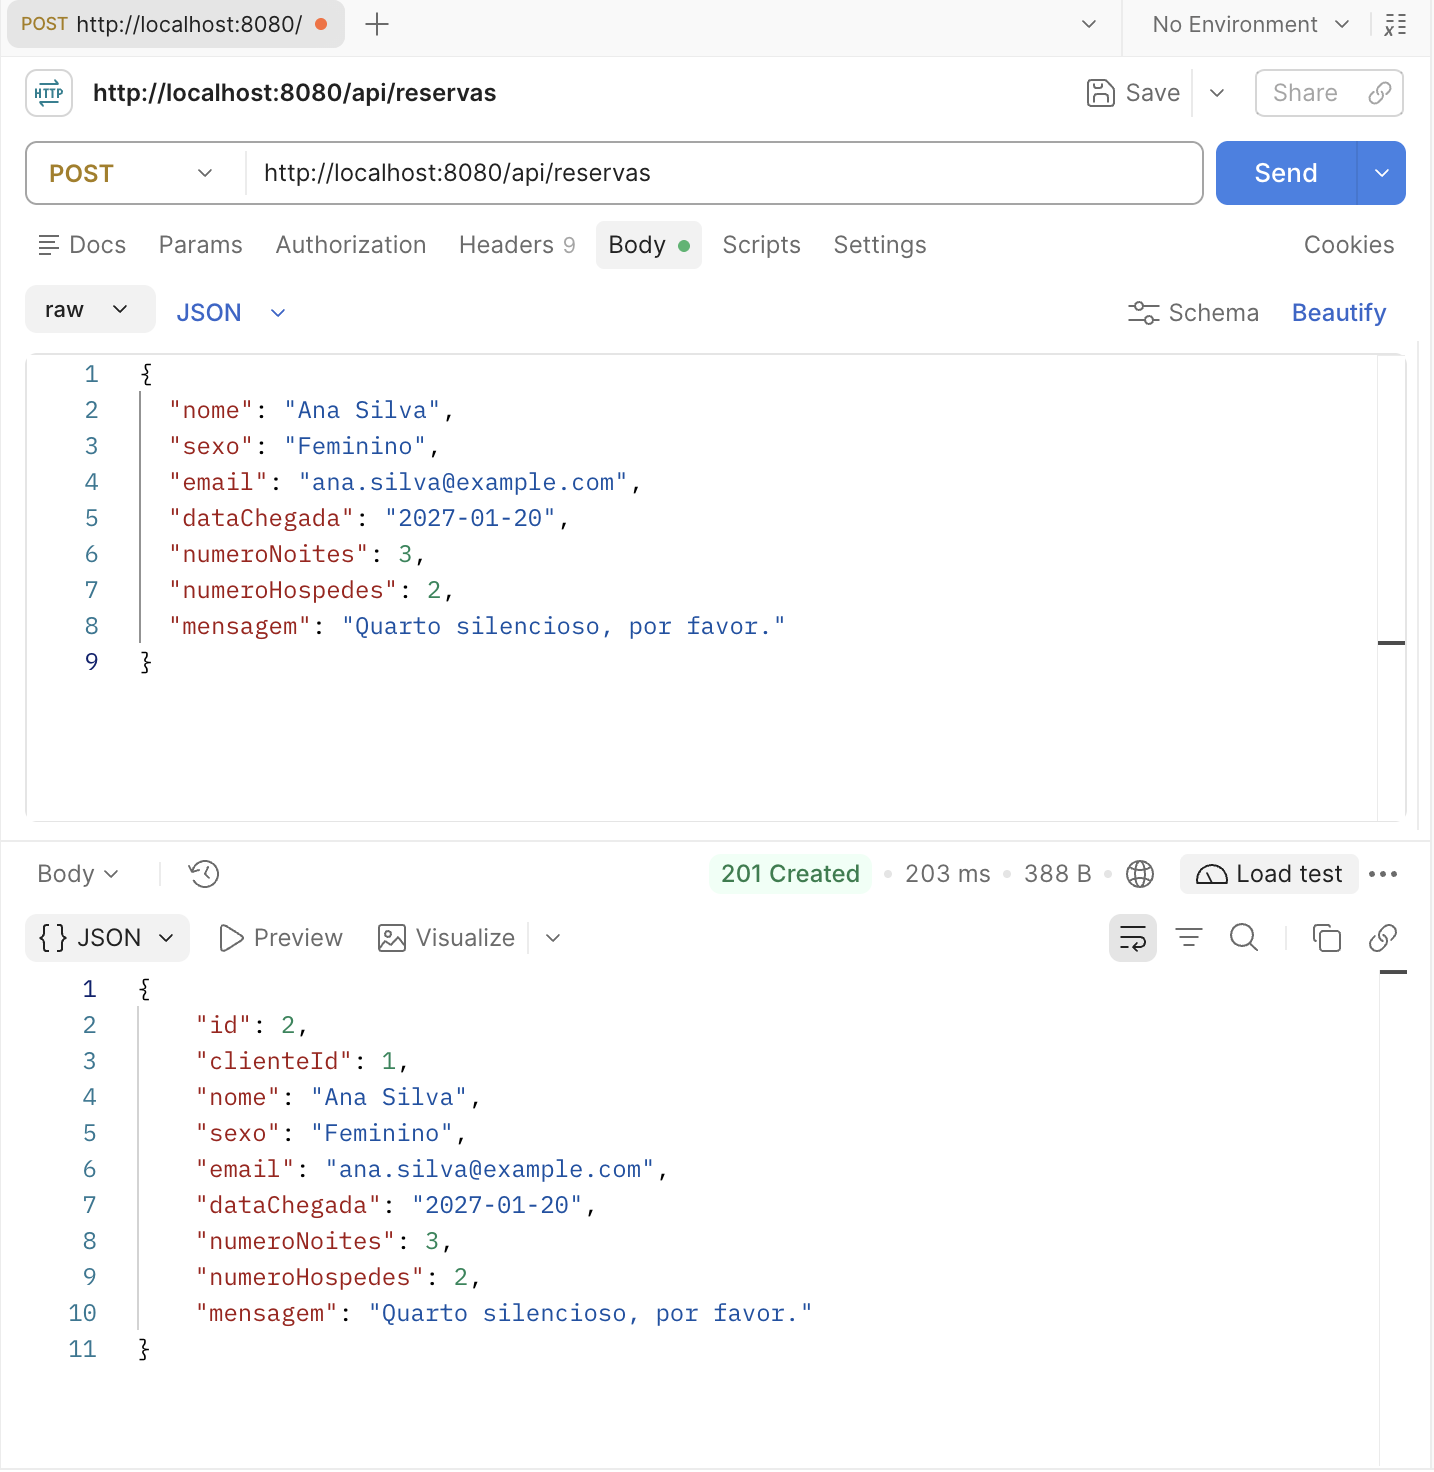 POST http://localhost:8080/
No Environment
HTTP http://localhost:8080/api/reservas
Save
Share
POST http://localhost:8080/api/reservas
Send
Docs Params Authorization Headers 9 Body Scripts Settings Cookies
raw JSON Schema Beautify
1 {
2 "nome": "Ana Silva",
3 "sexo": "Feminino",
4 "email": "ana.silva@example.com",
5 "dataChegada": "2027-01-20",
6 "numeroNoites": 3,
7 "numeroHospedes": 2,
8 "mensagem": "Quarto silencioso, por favor."
9 }
Body 201 Created 203 ms 388 B Load test
{} JSON Preview Visualize
1 {
2 "id": 2,
3 "clienteId": 1,
4 "nome": "Ana Silva",
5 "sexo": "Feminino",
6 "email": "ana.silva@example.com",
7 "dataChegada": "2027-01-20",
8 "numeroNoites": 3,
9 "numeroHospedes": 2,
10 "mensagem": "Quarto silencioso, por favor."
11 }